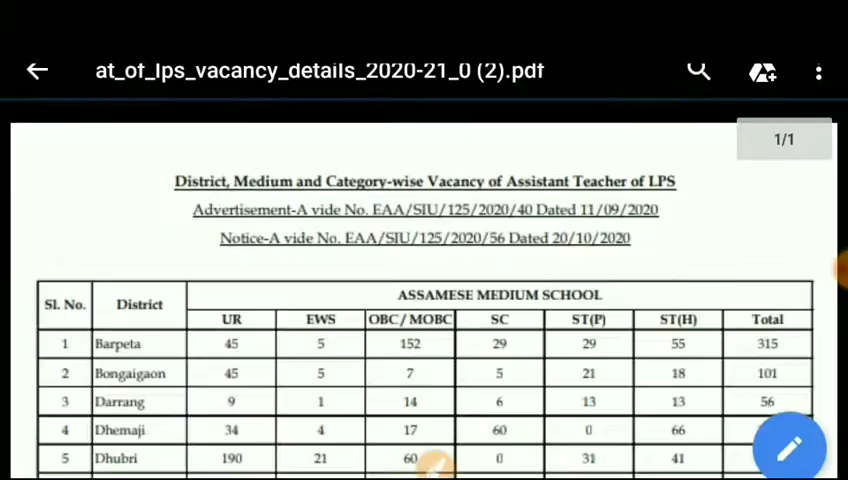 at_of_lps_vacancy_details_2020-21_0 (2).pdf
1/1
District, Medium and Category-wise Vacancy of Assistant Teacher of LPS
Advertisement-A vide No. EAA/SIU/125/2020/40 Dated 11/09/2020
Notice-A vide No. EAA/SIU/125/2020/56 Dated 20/10/2020
Sl. No. District ASSAMESE MEDIUM SCHOOL
UR EWS OBC/MOBC SC ST(P) ST(H) Total
1 Barpeta 45 5 152 29 29 55 315
2 Bongaigaon 45 5 7 5 21 18 101
3 Darrang 9 1 14 6 13 13 56
4 Dhemaji 34 4 17 60 0 66
5 Dhubri 190 21 60 0 31 41